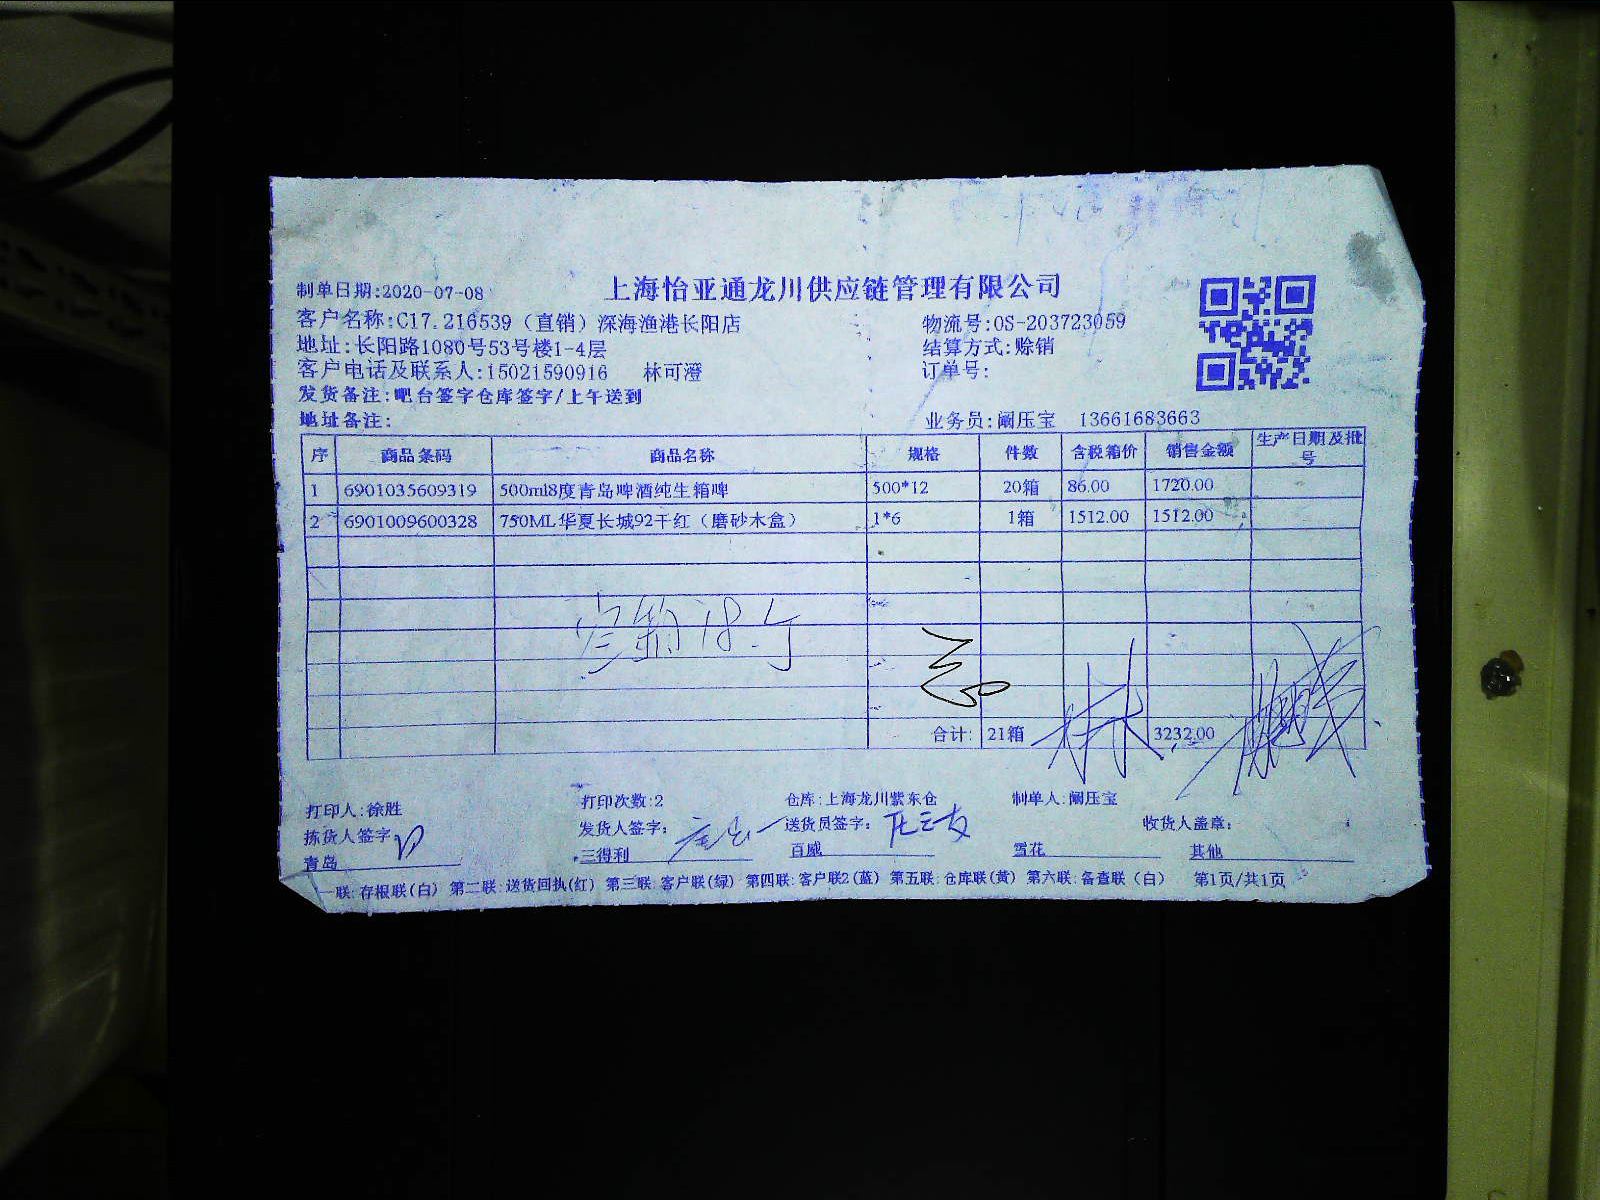 上海怡亚通龙川供应链管理有限公司
制单日期:2020-07-08
客户名称:C17.216539（直销）深海渔港长阳店 物流号:OS-203723059
地址:长阳路1080号53号楼1-4层 结算方式:赊销
客户电话及联系人:15021590916 林可澄 订单号:
发货备注:吧台签字仓库签字/上午送到
地址备注: 业务员:阚压宝 13661683663
序 商品条码 商品名称 规格 件数 含税箱价 销售金额 生产日期及批号
1 6901035609319 500ml8度青岛啤酒纯生箱啤 500*12 20箱 86.00 1720.00
2 6901009600328 750ML华夏长城92干红（磨砂木盒） 1*6 1箱 1512.00 1512.00
合计: 21箱 3232.00
林
打印人:徐胜 打印次数:2 仓库:上海龙川紫东仓 制单人:阚压宝
拣货人签字: 发货人签字: 送货员签字: 收货人盖章:
青岛 三得利 百威 雪花 其他
一联:存根联(白) 第二联:送货回执(红) 第三联:客户联(绿) 第四联:客户联2(蓝) 第五联:仓库联(黄) 第六联:备查联（白） 第1页/共1页